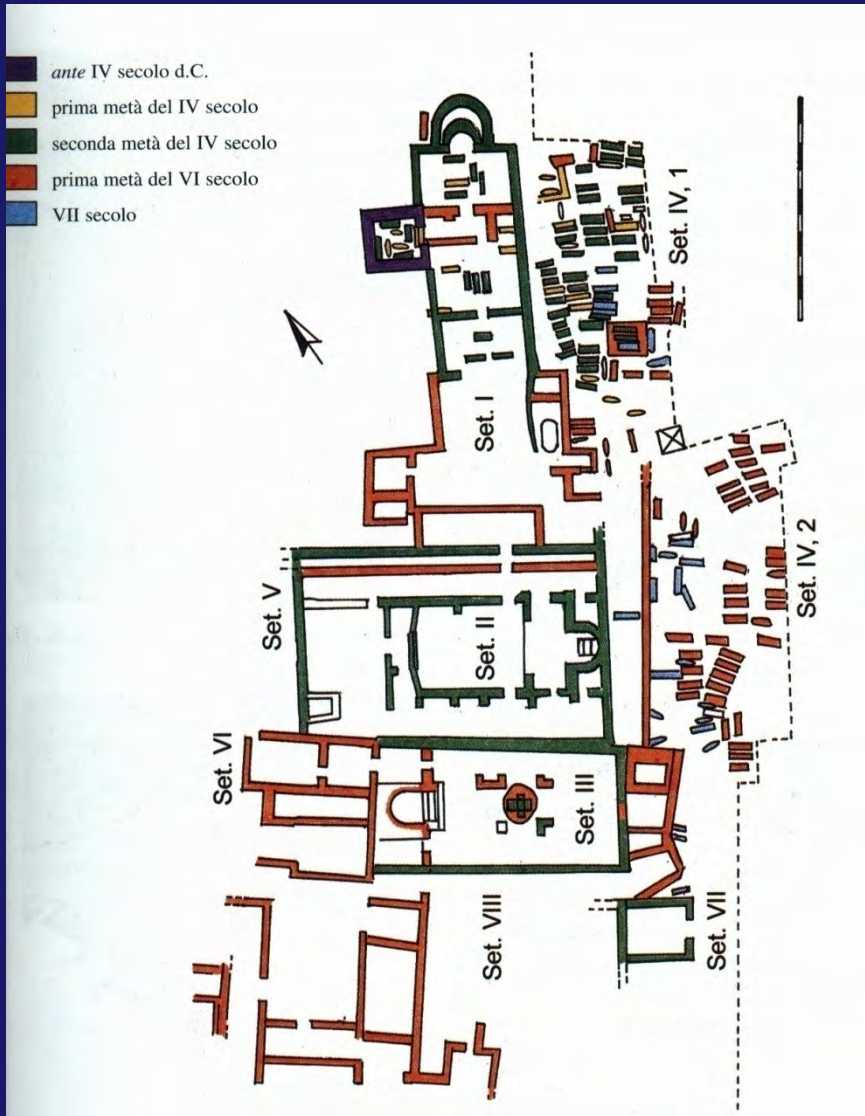 ante IV secolo d.C.
prima metà del IV secolo
seconda metà del IV secolo
prima metà del VI secolo
VII secolo
Set. IV, 1
Set. I
Set. IV, 2
Set. V
Set. II
Set. VI
Set. III
Set. VIII
Set. VII